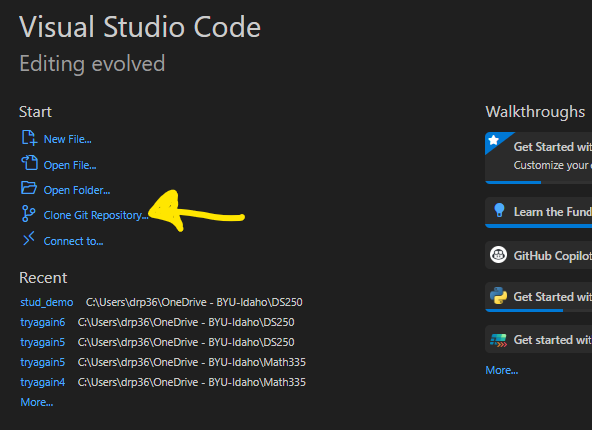 Visual Studio Code
Editing evolved
Start
New File...
Open File...
Open Folder...
Clone Git Repository...
Connect to...
Recent
stud_demo C:\Users\drp36\OneDrive - BYU-Idaho\DS250
tryagain6 C:\Users\drp36\OneDrive - BYU-Idaho\DS250
tryagain5 C:\Users\drp36\OneDrive - BYU-Idaho\DS250
tryagain5 C:\Users\drp36\OneDrive - BYU-Idaho\Math335
tryagain4 C:\Users\drp36\OneDrive - BYU-Idaho\Math335
More...
Walkthroughs
Get Started wit
Customize your
Learn the Fund
GitHub Copilot
Get Started wit
Get started wit
More...